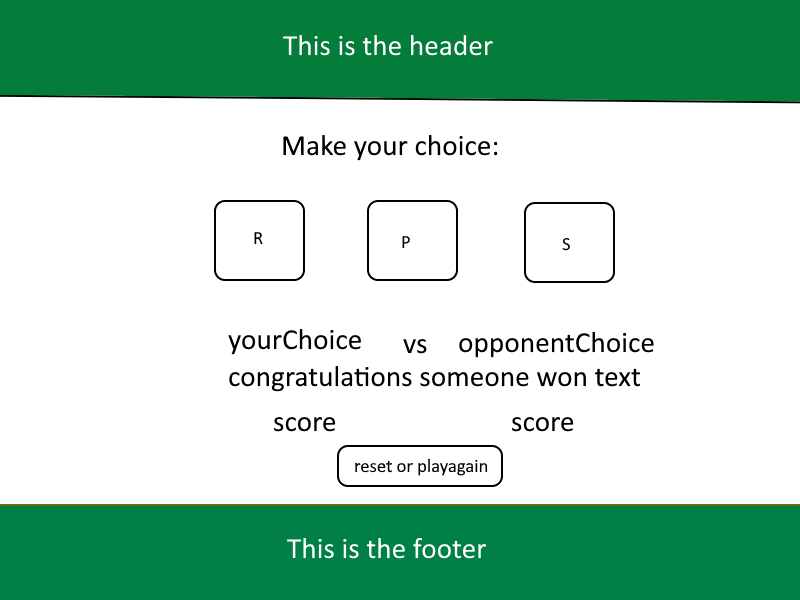 This is the header
Make your choice:
R P S
yourChoice vs opponentChoice
congratulations someone won text
score score
reset or playagain
This is the footer